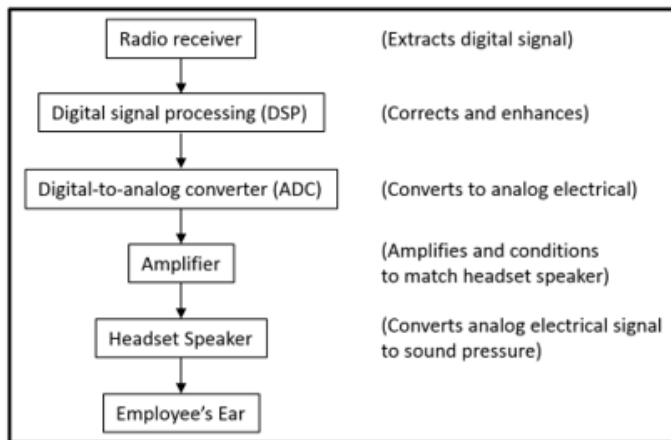 Radio receiver (Extracts digital signal)
Digital signal processing (DSP) (Corrects and enhances)
Digital-to-analog converter (ADC) (Converts to analog electrical)
Amplifier (Amplifies and conditions
to match headset speaker)
Headset Speaker (Converts analog electrical signal
to sound pressure)
Employee's Ear